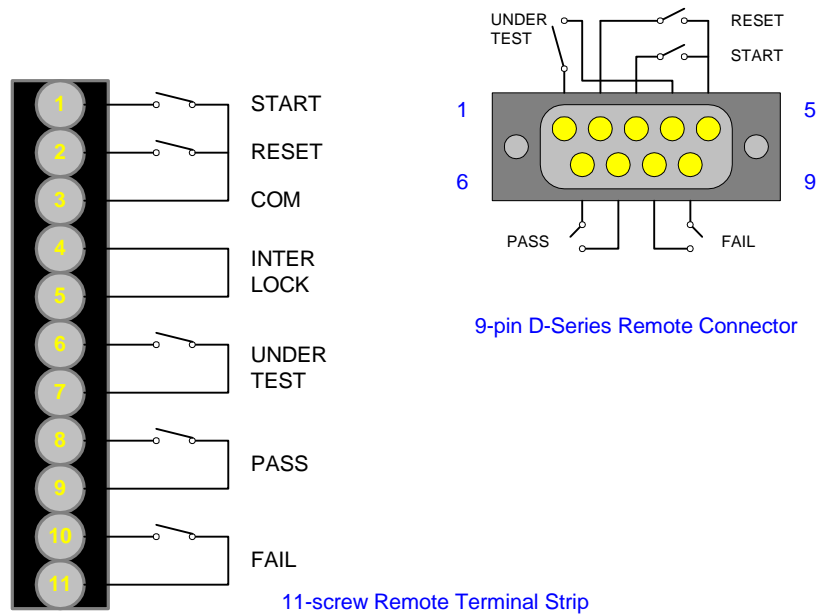 1
2
3
4
5
6
7
8
9
10
11
START
RESET
COM
INTER
LOCK
UNDER
TEST
PASS
FAIL
11-screw Remote Terminal Strip
UNDER
TEST
RESET
START
1
5
6
9
PASS
FAIL
9-pin D-Series Remote Connector